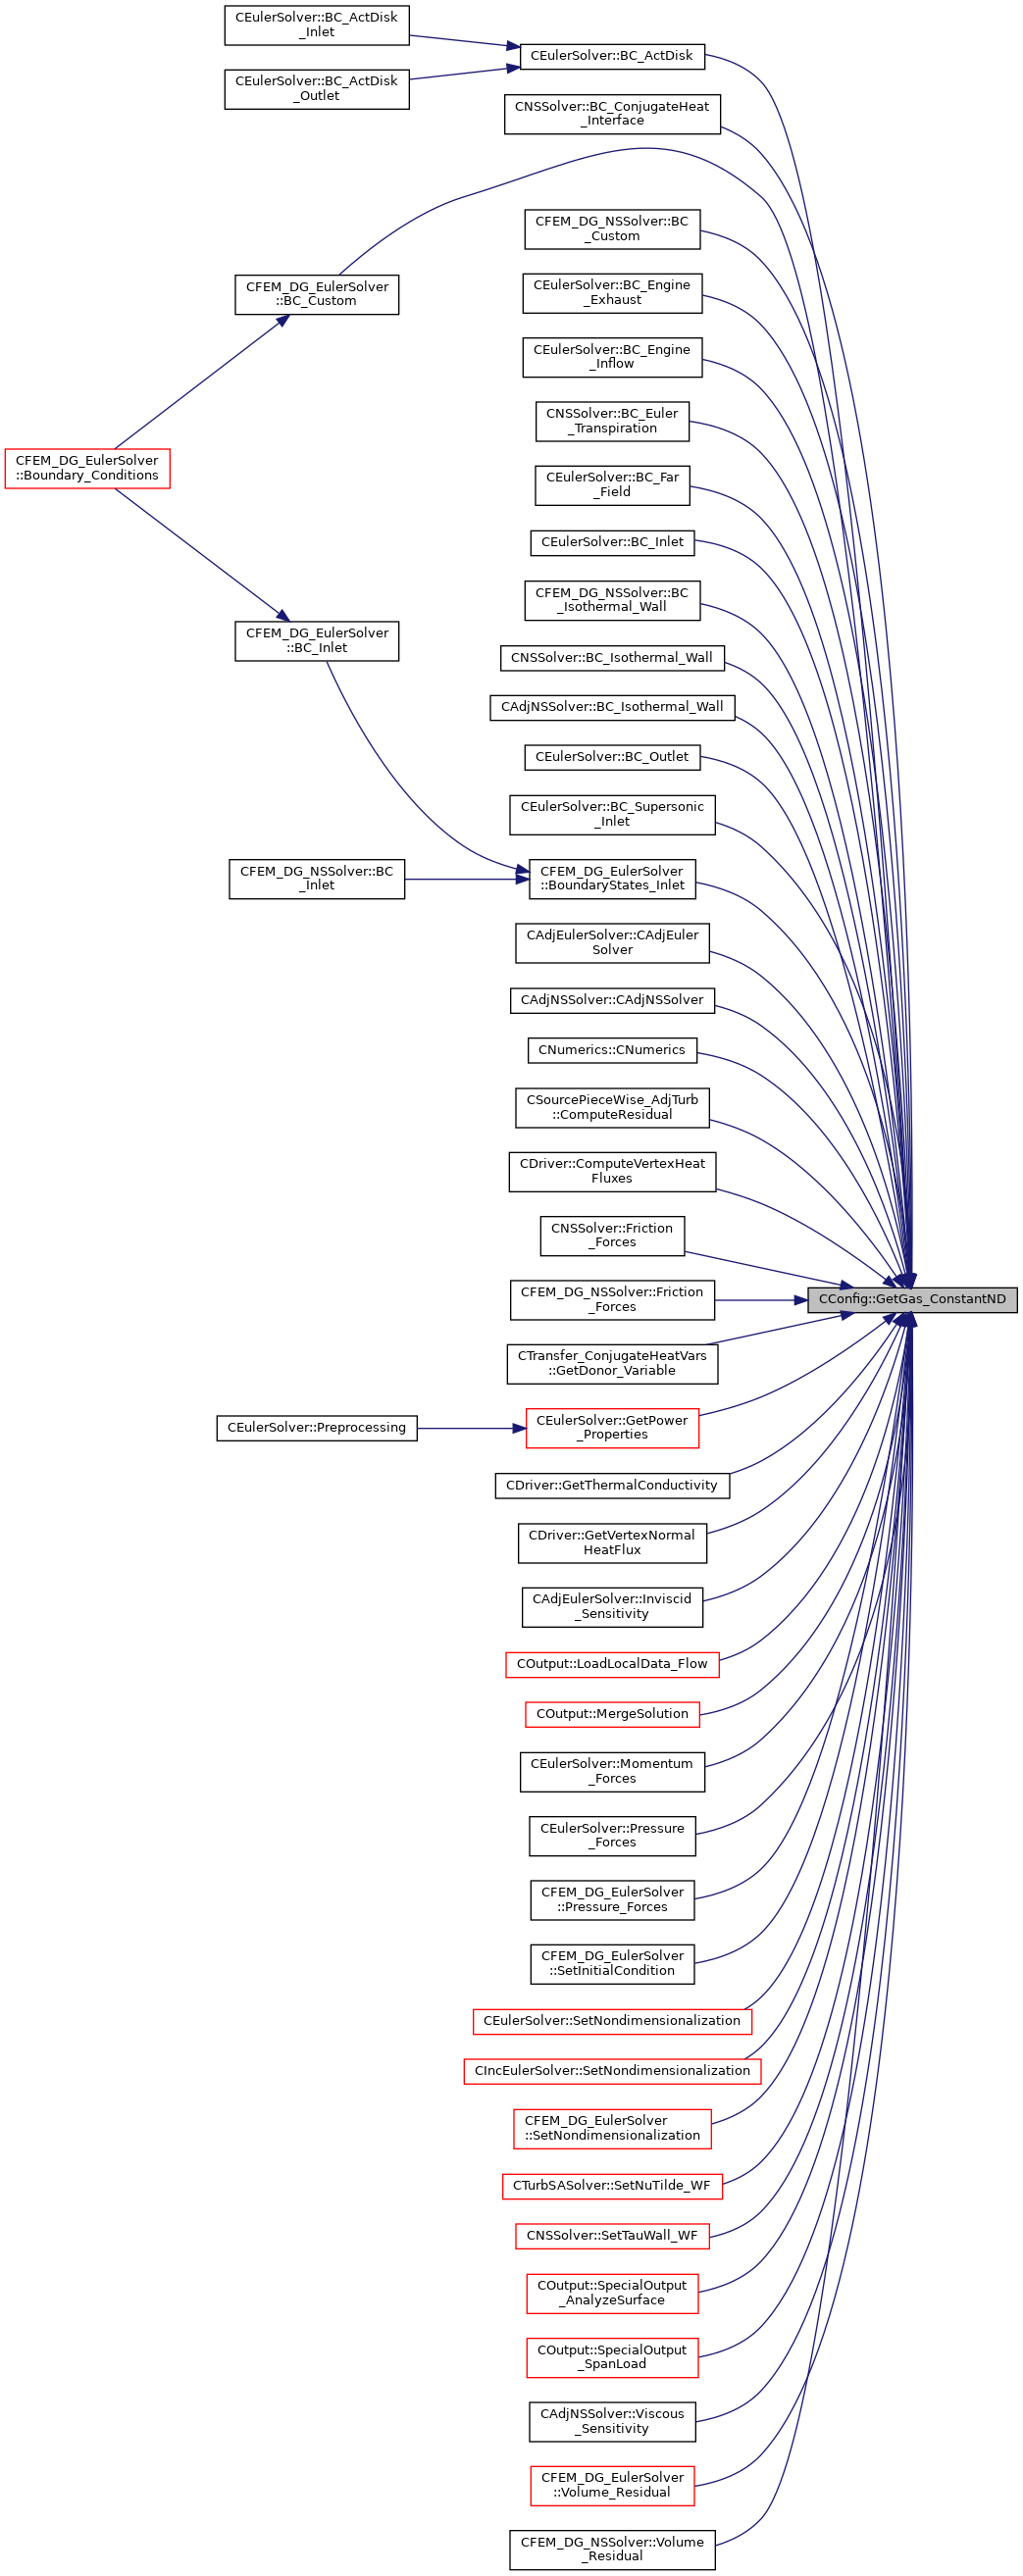 CEulerSolver::BC_ActDisk
_Inlet
CEulerSolver::BC_ActDisk
CEulerSolver::BC_ActDisk
_Outlet
CNSSolver::BC_ConjugateHeat
_Interface
CFEM_DG_NSSolver::BC
_Custom
CFEM_DG_EulerSolver
::BC_Custom
CEulerSolver::BC_Engine
_Exhaust
CEulerSolver::BC_Engine
_Inflow
CNSSolver::BC_Euler
_Transpiration
CFEM_DG_EulerSolver
::Boundary_Conditions
CEulerSolver::BC_Far
_Field
CEulerSolver::BC_Inlet
CFEM_DG_NSSolver::BC
_Isothermal_Wall
CFEM_DG_EulerSolver
::BC_Inlet
CNSSolver::BC_Isothermal_Wall
CAdjNSSolver::BC_Isothermal_Wall
CEulerSolver::BC_Outlet
CEulerSolver::BC_Supersonic
_Inlet
CFEM_DG_NSSolver::BC
_Inlet
CFEM_DG_EulerSolver
::BoundaryStates_Inlet
CAdjEulerSolver::CAdjEuler
Solver
CAdjNSSolver::CAdjNSSolver
CNumerics::CNumerics
CSourcePieceWise_AdjTurb
::ComputeResidual
CDriver::ComputeVertexHeat
Fluxes
CNSSolver::Friction
_Forces
CFEM_DG_NSSolver::Friction
_Forces
CConfig::GetGas_ConstantND
CTransfer_ConjugateHeatVars
::GetDonor_Variable
CEulerSolver::Preprocessing
CEulerSolver::GetPower
_Properties
CDriver::GetThermalConductivity
CDriver::GetVertexNormal
HeatFlux
CAdjEulerSolver::Inviscid
_Sensitivity
COutput::LoadLocalData_Flow
COutput::MergeSolution
CEulerSolver::Momentum
_Forces
CEulerSolver::Pressure
_Forces
CFEM_DG_EulerSolver
::Pressure_Forces
CFEM_DG_EulerSolver
::SetInitialCondition
CEulerSolver::SetNondimensionalization
CIncEulerSolver::SetNondimensionalization
CFEM_DG_EulerSolver
::SetNondimensionalization
CTurbSASolver::SetNuTilde_WF
CNSSolver::SetTauWall_WF
COutput::SpecialOutput
_AnalyzeSurface
COutput::SpecialOutput
_SpanLoad
CAdjNSSolver::Viscous
_Sensitivity
CFEM_DG_EulerSolver
::Volume_Residual
CFEM_DG_NSSolver::Volume
_Residual